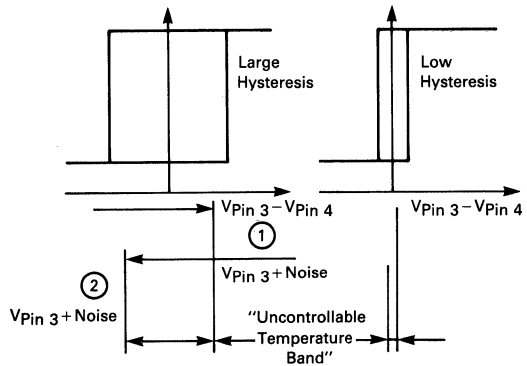 Large
Hysteresis
Low
Hysteresis
VPin 3−VPin 4
VPin 3−VPin 4
1
VPin 3+Noise
2
VPin 3+Noise
"Uncontrollable
Temperature
Band"